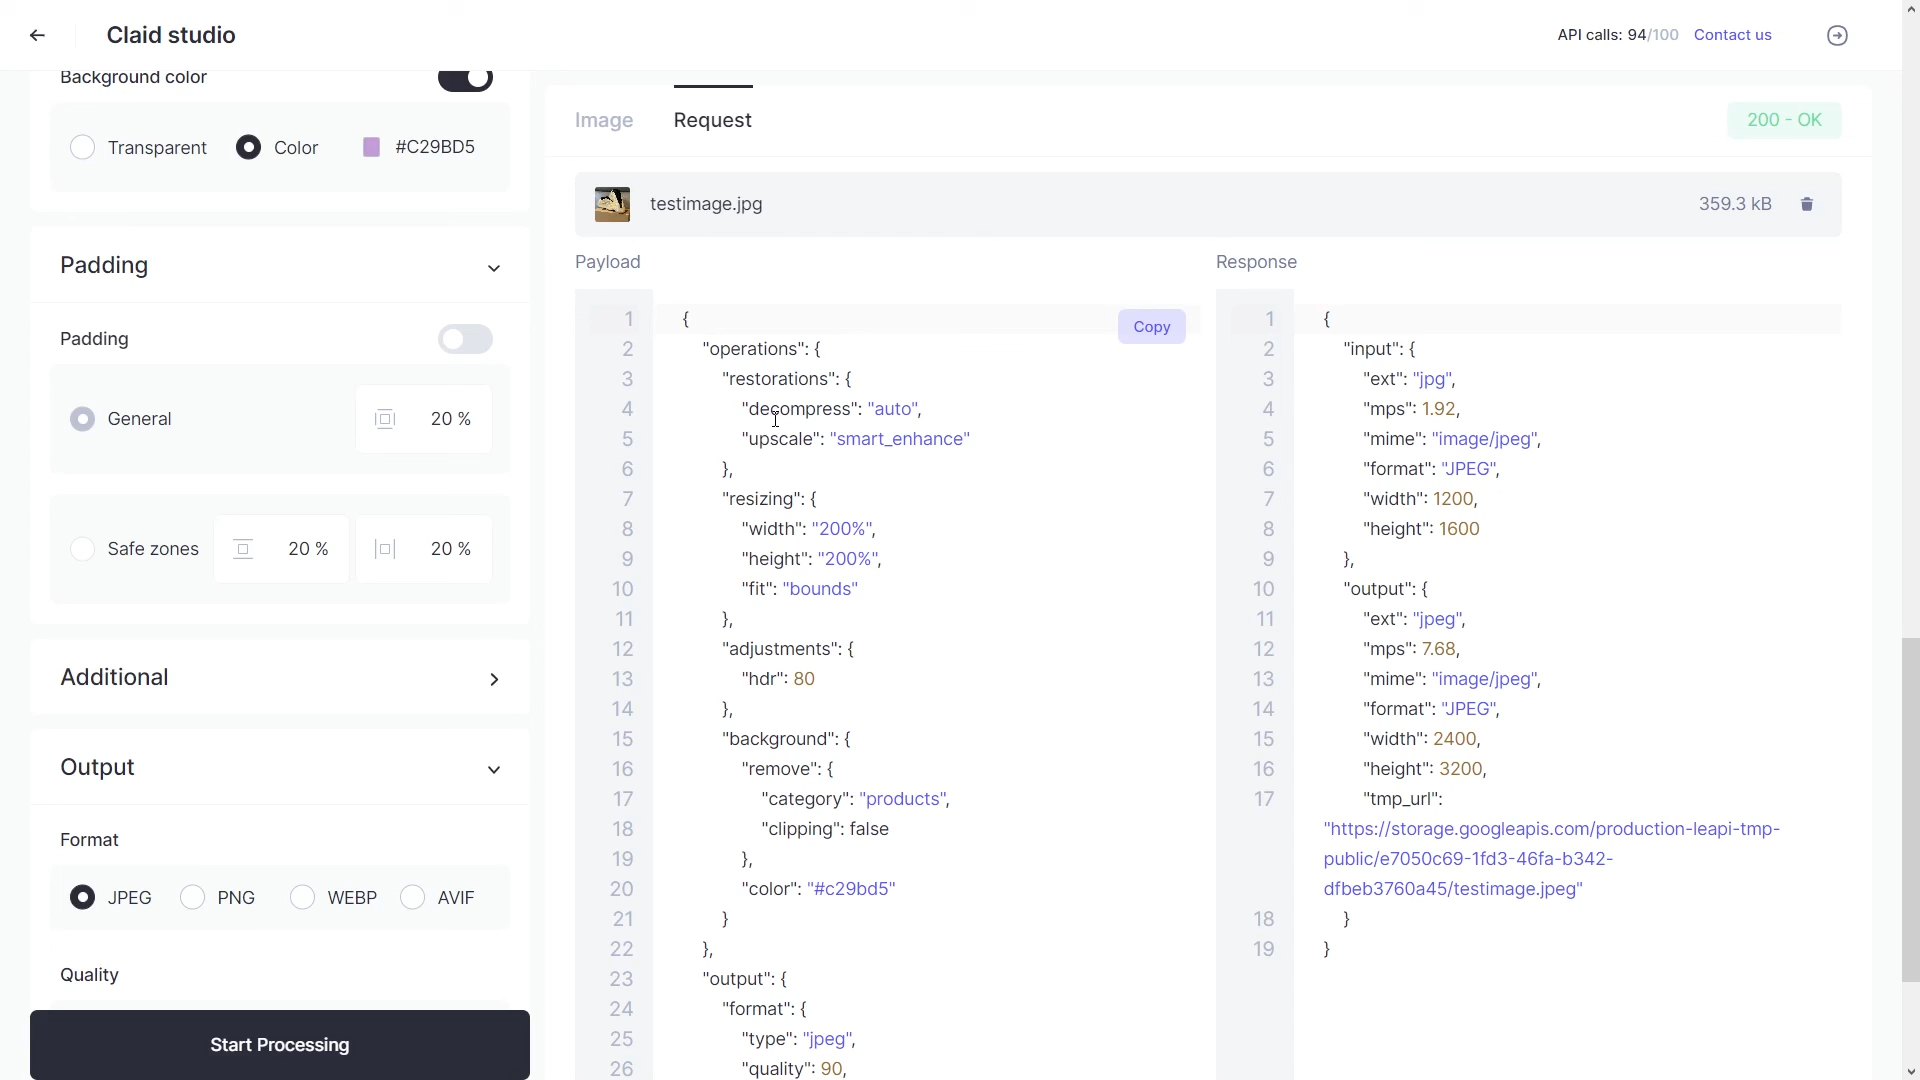 Claid studio
API calls: 94/100 Contact us
Background color
Transparent Color #C29BD5
Padding
Padding
General 20 %
Safe zones 20 % 20 %
Additional
Output
Format
JPEG PNG WEBP AVIF
Quality
Start Processing
Image Request 200 - OK
testimage.jpg 359.3 kB
Payload
Copy
1 {
2 "operations": {
3 "restorations": {
4 "decompress": "auto",
5 "upscale": "smart_enhance"
6 },
7 "resizing": {
8 "width": "200%",
9 "height": "200%",
10 "fit": "bounds"
11 },
12 "adjustments": {
13 "hdr": 80
14 },
15 "background": {
16 "remove": {
17 "category": "products",
18 "clipping": false
19 },
20 "color": "#c29bd5"
21 }
22 },
23 "output": {
24 "format": {
25 "type": "jpeg",
26 "quality": 90,
Response
1 {
2 "input": {
3 "ext": "jpg",
4 "mps": 1.92,
5 "mime": "image/jpeg",
6 "format": "JPEG",
7 "width": 1200,
8 "height": 1600
9 },
10 "output": {
11 "ext": "jpeg",
12 "mps": 7.68,
13 "mime": "image/jpeg",
14 "format": "JPEG",
15 "width": 2400,
16 "height": 3200,
17 "tmp_url":
"https://storage.googleapis.com/production-leapi-tmp-
public/e7050c69-1fd3-46fa-b342-
dfbeb3760a45/testimage.jpeg"
18 }
19 }